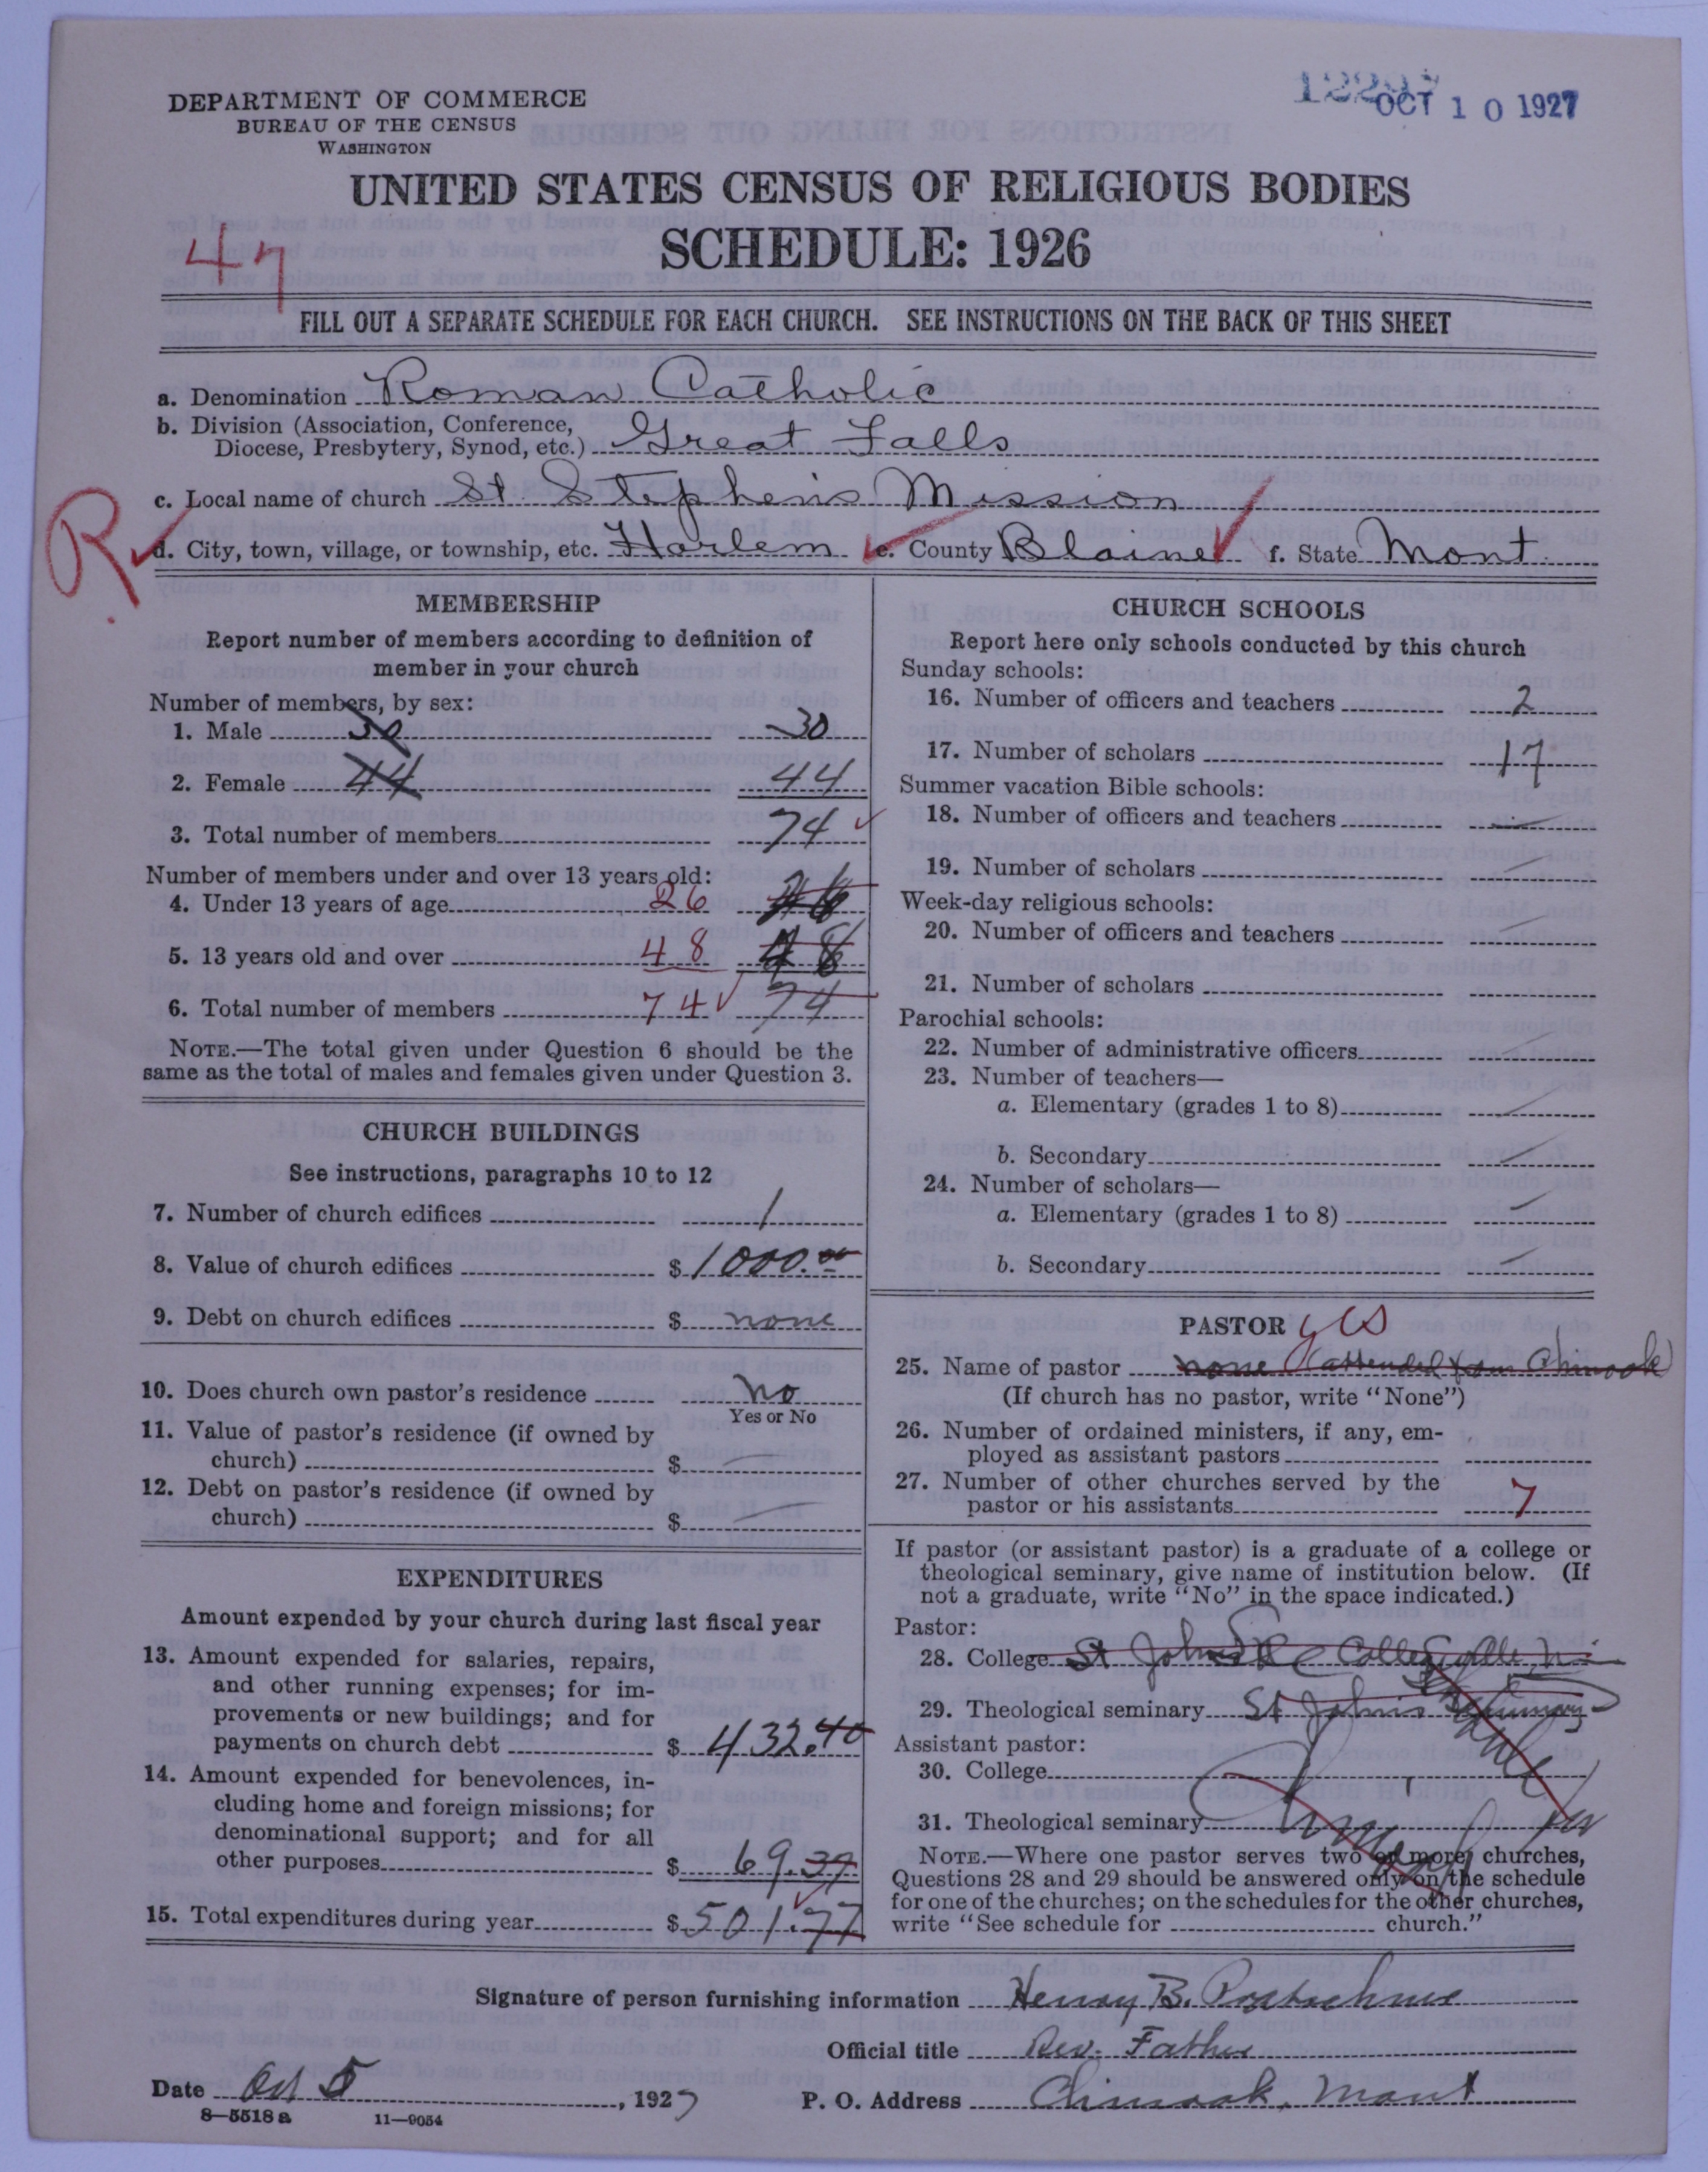 DEPARTMENT OF COMMERCE
BUREAU OF THE CENSUS
WASHINGTON
OCT 10 1927
UNITED STATES CENSUS OF RELIGIOUS BODIES
SCHEDULE: 1926
47
FILL OUT A SEPARATE SCHEDULE FOR EACH CHURCH. SEE INSTRUCTIONS ON THE BACK OF THIS SHEET
a. Denomination Roman Catholic
b. Division (Association, Conference, Diocese, Presbytery, Synod, etc.) Great Falls
c. Local name of church St. Stephen's Mission
R
d. City, town, village, or township, etc. Harlem e. County Blaine f. State Mont.
MEMBERSHIP
Report number of members according to definition of
member in your church
Number of members, by sex:
1. Male 30 30
2. Female 44 44
3. Total number of members 74
Number of members under and over 13 years old:
4. Under 13 years of age 26 26
5. 13 years old and over 48 48
6. Total number of members 74 74
NOTE.—The total given under Question 6 should be the
same as the total of males and females given under Question 3.
CHURCH BUILDINGS
See instructions, paragraphs 10 to 12
7. Number of church edifices 1
8. Value of church edifices $ 1000.00
9. Debt on church edifices $ none
10. Does church own pastor's residence No
Yes or No
11. Value of pastor's residence (if owned by
church) $ —
12. Debt on pastor's residence (if owned by
church) $ —
EXPENDITURES
Amount expended by your church during last fiscal year
13. Amount expended for salaries, repairs,
and other running expenses; for im-
provements or new buildings; and for
payments on church debt $ 432.40
14. Amount expended for benevolences, in-
cluding home and foreign missions; for
denominational support; and for all
other purposes $ 69.37
15. Total expenditures during year $ 501.77
CHURCH SCHOOLS
Report here only schools conducted by this church
Sunday schools:
16. Number of officers and teachers 2
17. Number of scholars 17
Summer vacation Bible schools:
18. Number of officers and teachers —
19. Number of scholars —
Week-day religious schools:
20. Number of officers and teachers —
21. Number of scholars —
Parochial schools:
22. Number of administrative officers —
23. Number of teachers—
a. Elementary (grades 1 to 8) —
b. Secondary —
24. Number of scholars—
a. Elementary (grades 1 to 8) —
b. Secondary —
PASTOR yes
25. Name of pastor none (attended from Chinook)
(If church has no pastor, write "None")
26. Number of ordained ministers, if any, em-
ployed as assistant pastors
27. Number of other churches served by the
pastor or his assistants 7
If pastor (or assistant pastor) is a graduate of a college or
theological seminary, give name of institution below. (If
not a graduate, write "No" in the space indicated.)
Pastor:
28. College St Johns Collegeville
29. Theological seminary St Johns Seminary
Assistant pastor:
30. College
31. Theological seminary
NOTE.—Where one pastor serves two or more churches,
Questions 28 and 29 should be answered only on the schedule
for one of the churches; on the schedules for the other churches,
write "See schedule for church."
Signature of person furnishing information Henry B.
Official title Rev. Father
Date Oct 5, 1927 P. O. Address Chinook, Mont
8—5518 a 11—9054